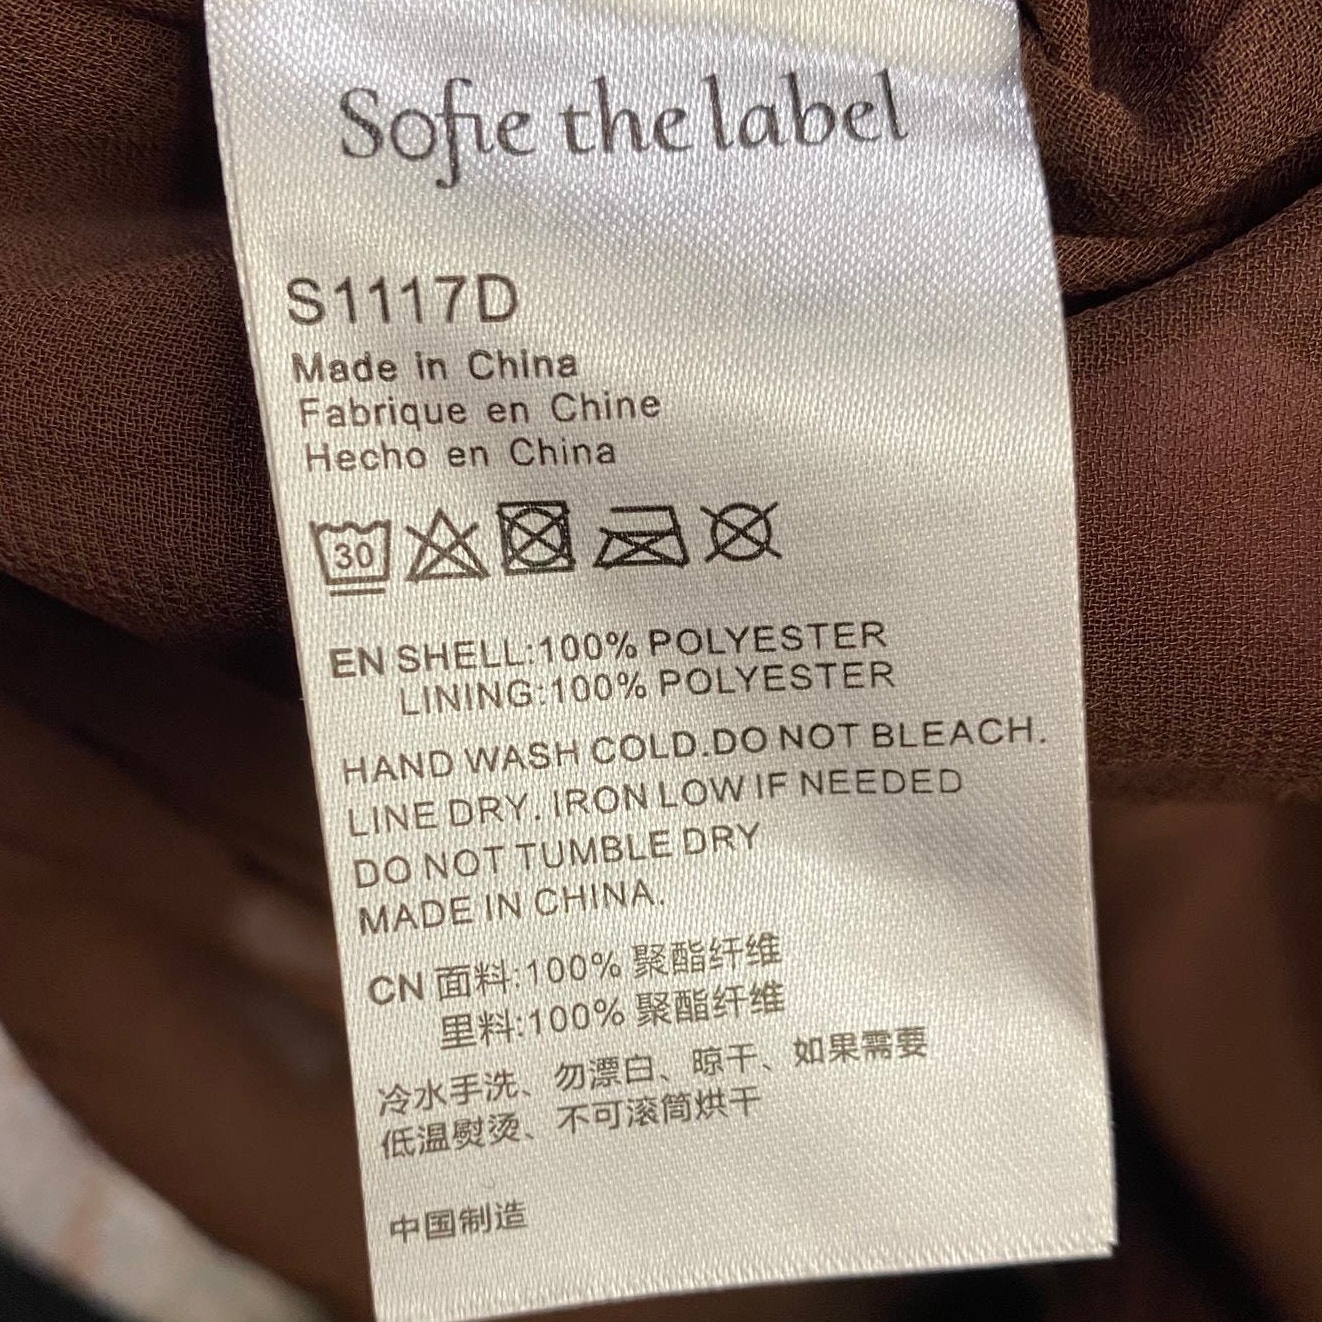 Sofie the label
S1117D
Made in China
Fabrique en Chine
Hecho en China
30
EN SHELL:100% POLYESTER
LINING:100% POLYESTER
HAND WASH COLD.DO NOT BLEACH.
LINE DRY. IRON LOW IF NEEDED
DO NOT TUMBLE DRY
MADE IN CHINA.
CN 面料:100% 聚酯纤维
里料:100% 聚酯纤维
冷水手洗、勿漂白、晾干、如果需要
低温熨烫、不可滚筒烘干
中国制造